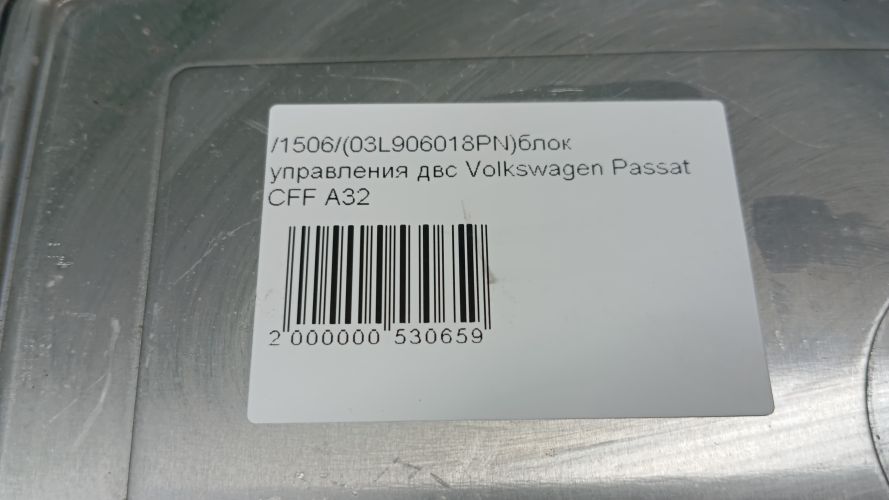 /1506/(03L906018PN)блок
управления двс Volkswagen Passat
CFF A32
2 000000 530659